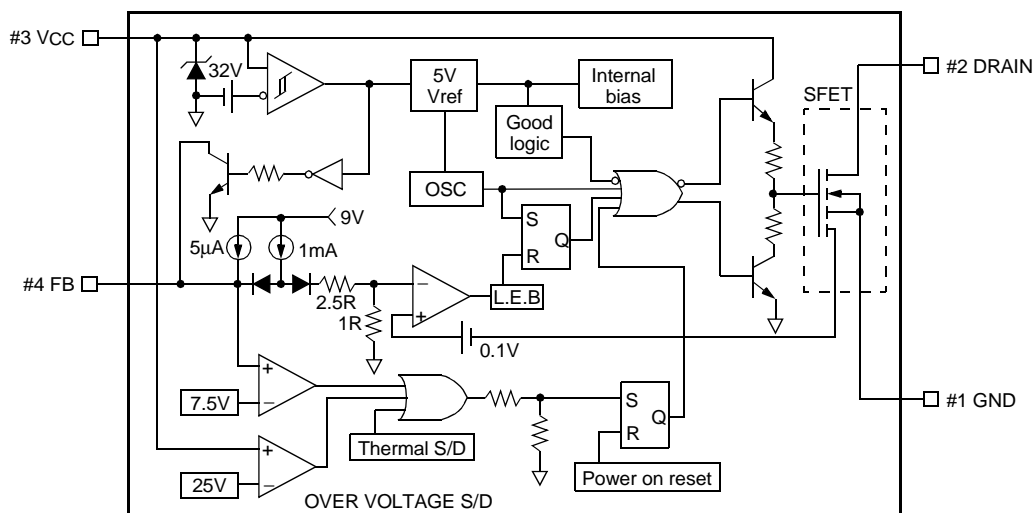 #3 VCC
32V
5V
Vref
Internal
bias
#2 DRAIN
SFET
Good
logic
OSC
9V
5μA
1mA
S
Q
R
#4 FB
2.5R
1R
−
+
L.E.B
0.1V
+
7.5V
−
#1 GND
S
Q
R
Thermal S/D
+
25V
−
Power on reset
OVER VOLTAGE S/D